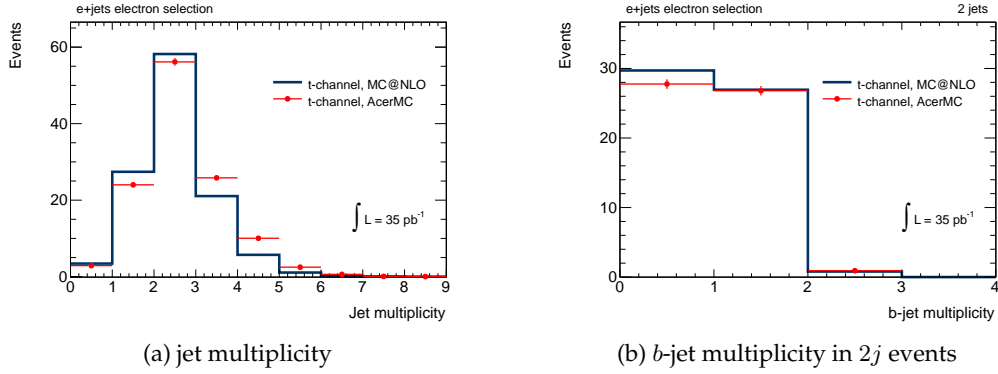 e+jets electron selection
Events
60
40
20
0
t-channel, MC@NLO
t-channel, AcerMC
∫ L = 35 pb⁻¹
0 1 2 3 4 5 6 7 8 9
Jet multiplicity
(a) jet multiplicity
e+jets electron selection 2 jets
Events
30
20
10
0
t-channel, MC@NLO
t-channel, AcerMC
∫ L = 35 pb⁻¹
0 1 2 3 4
b-jet multiplicity
(b) b-jet multiplicity in 2j events